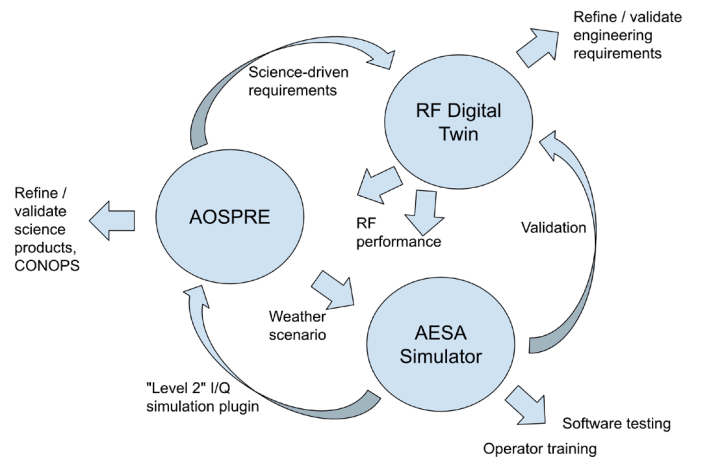 Refine / validate
engineering
requirements
Science-driven
requirements
RF Digital
Twin
Refine /
validate
science
products,
CONOPS
AOSPRE
RF
performance
Validation
Weather
scenario
AESA
Simulator
"Level 2" I/Q
simulation plugin
Software testing
Operator training